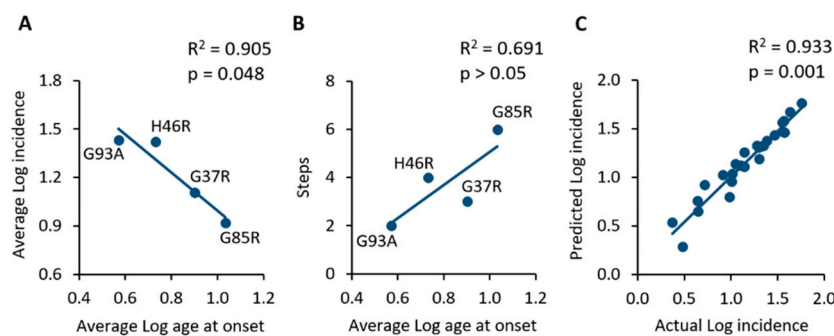 A
R² = 0.905
p = 0.048
Average Log incidence
1.8
1.5
1.2
0.9
0.6
G93A
H46R
G37R
G85R
0.4 0.6 0.8 1.0 1.2
Average Log age at onset
B
R² = 0.691
p > 0.05
Steps
8
6
4
2
0
G85R
H46R
G37R
G93A
0.4 0.6 0.8 1.0 1.2
Average Log age at onset
C
R² = 0.933
p = 0.001
Predicted Log incidence
2.0
1.5
1.0
0.5
0.0
0.0 0.5 1.0 1.5 2.0
Actual Log incidence